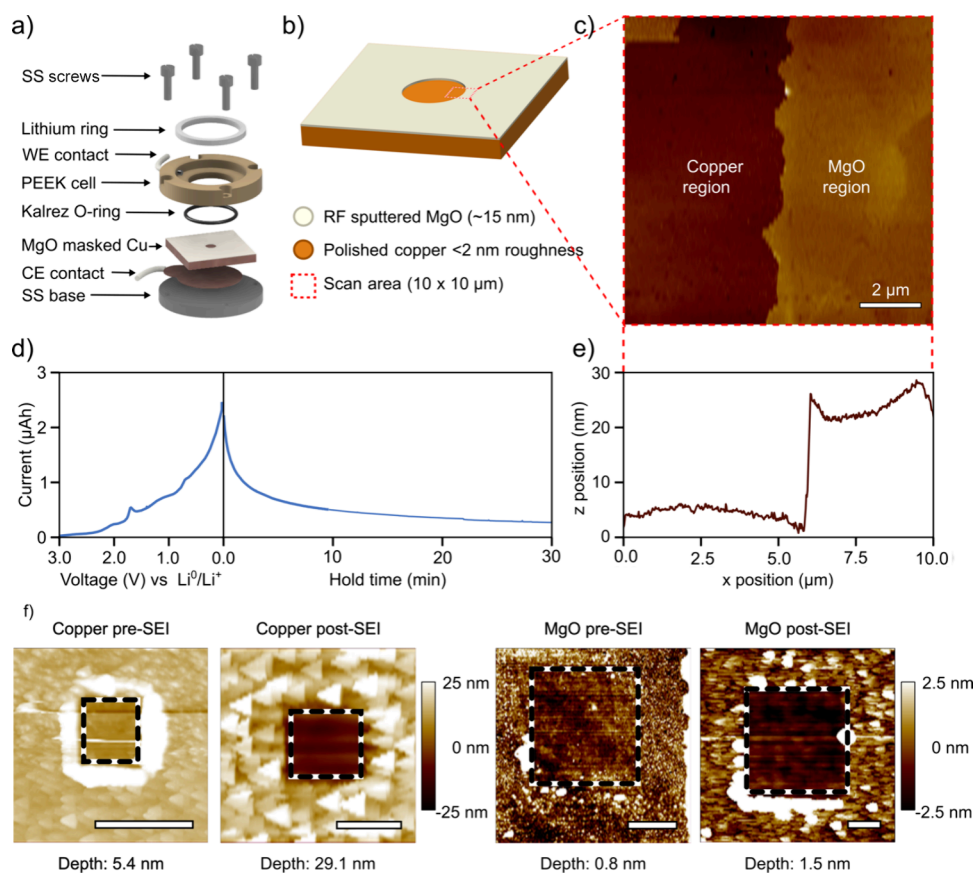 a)
SS screws
Lithium ring
WE contact
PEEK cell
Kalrez O-ring
MgO masked Cu
CE contact
SS base
b)
RF sputtered MgO (~15 nm)
Polished copper <2 nm roughness
Scan area (10 x 10 µm)
c)
Copper region
MgO region
2 µm
d)
Current (µAh)
3
2
1
0
3.0 2.0 1.0 0.0 10 20 30
Voltage (V) vs Li⁰/Li⁺ Hold time (min)
e)
z position (nm)
30
20
10
0
0.0 2.5 5.0 7.5 10.0
x position (µm)
f)
Copper pre-SEI
Copper post-SEI
MgO pre-SEI
MgO post-SEI
25 nm
0 nm
-25 nm
2.5 nm
0 nm
-2.5 nm
Depth: 5.4 nm
Depth: 29.1 nm
Depth: 0.8 nm
Depth: 1.5 nm